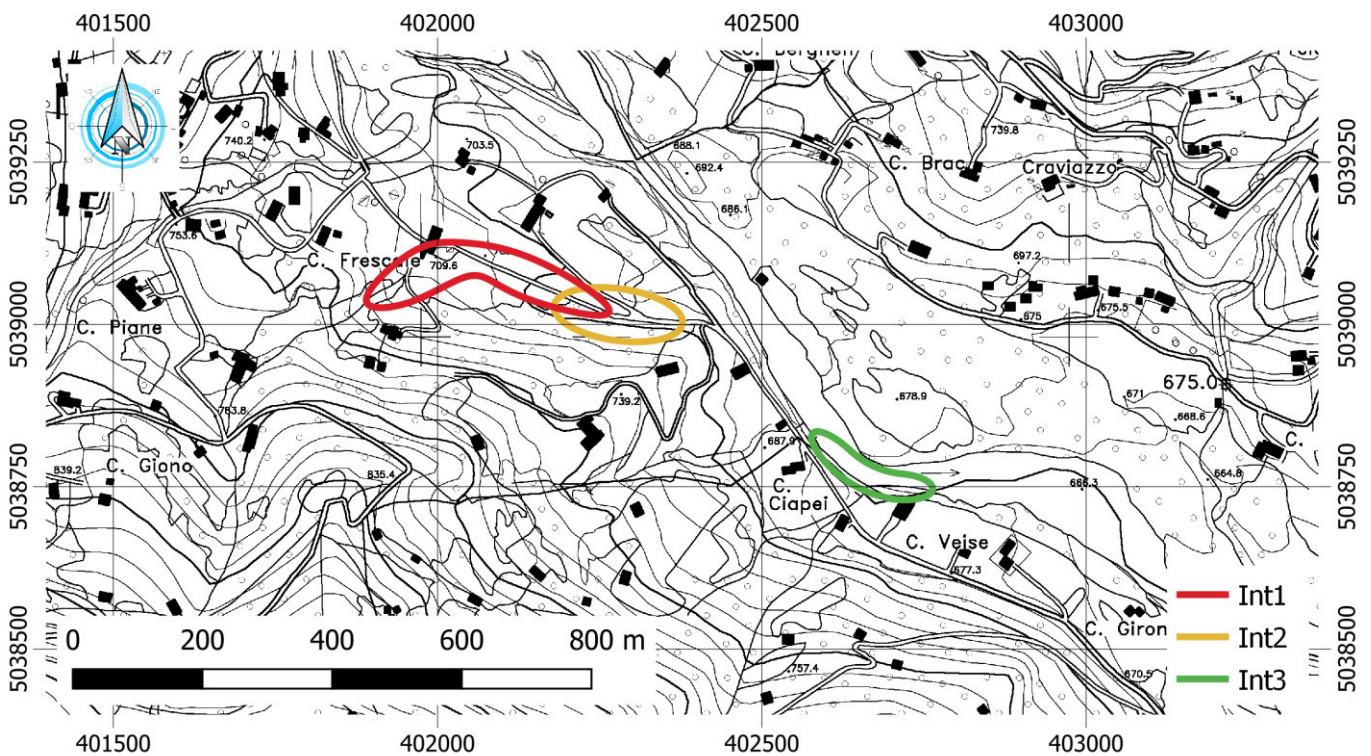 401500 402000 402500 403000
C. Berghen
688.1
739.8
740.2
703.5
692.4
C. Brac
Craviazzo
686.1
5039250
5039250
753.6
C. Frescale
709.6
697.2
C. Piane
675
675.5
5039000
5039000
675.0
671
668.6
678.9
739.2
783.8
687.9
C.
839.2
C. Giono
835.4
664.8
666.3
5038750
5038750
C.
Ciapei
C. Veise
677.3
Int1
0 200 400 600 800 m
C. Giron
Int2
757.4
670.5
Int3
5038500
5038500
401500 402000 402500 403000